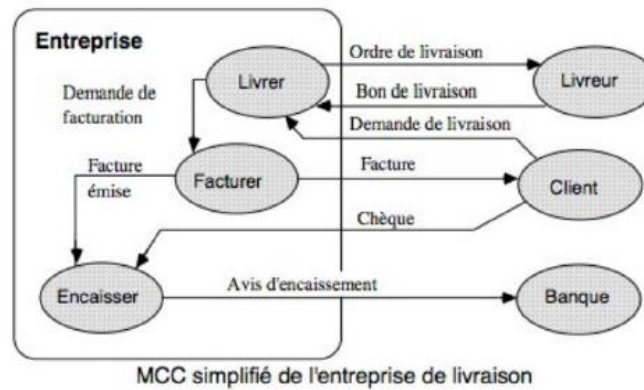 Entreprise
Ordre de livraison
Livrer
Livreur
Demande de
facturation
Bon de livraison
Demande de livraison
Facture
émise
Facturer
Facture
Client
Chèque
Encaisser
Avis d'encaissement
Banque
MCC simplifié de l'entreprise de livraison